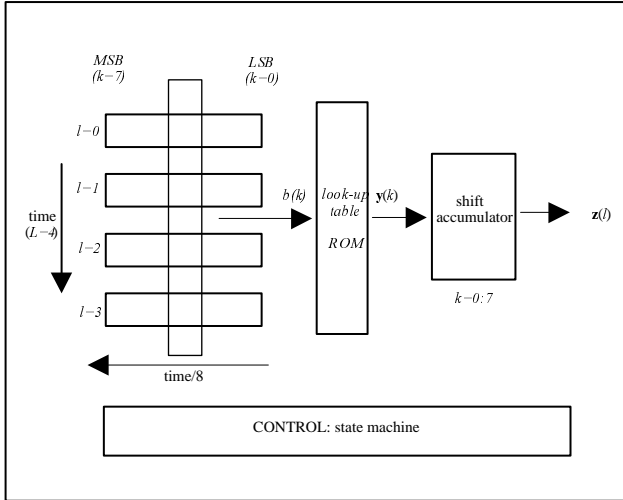 MSB
(k−7)
LSB
(k−0)
l−0
l−1
time
(L−4)
l−2
l−3
time/8
b(k)
look-up
table
ROM
y(k)
shift
accumulator
k−0:7
z(l)
CONTROL: state machine